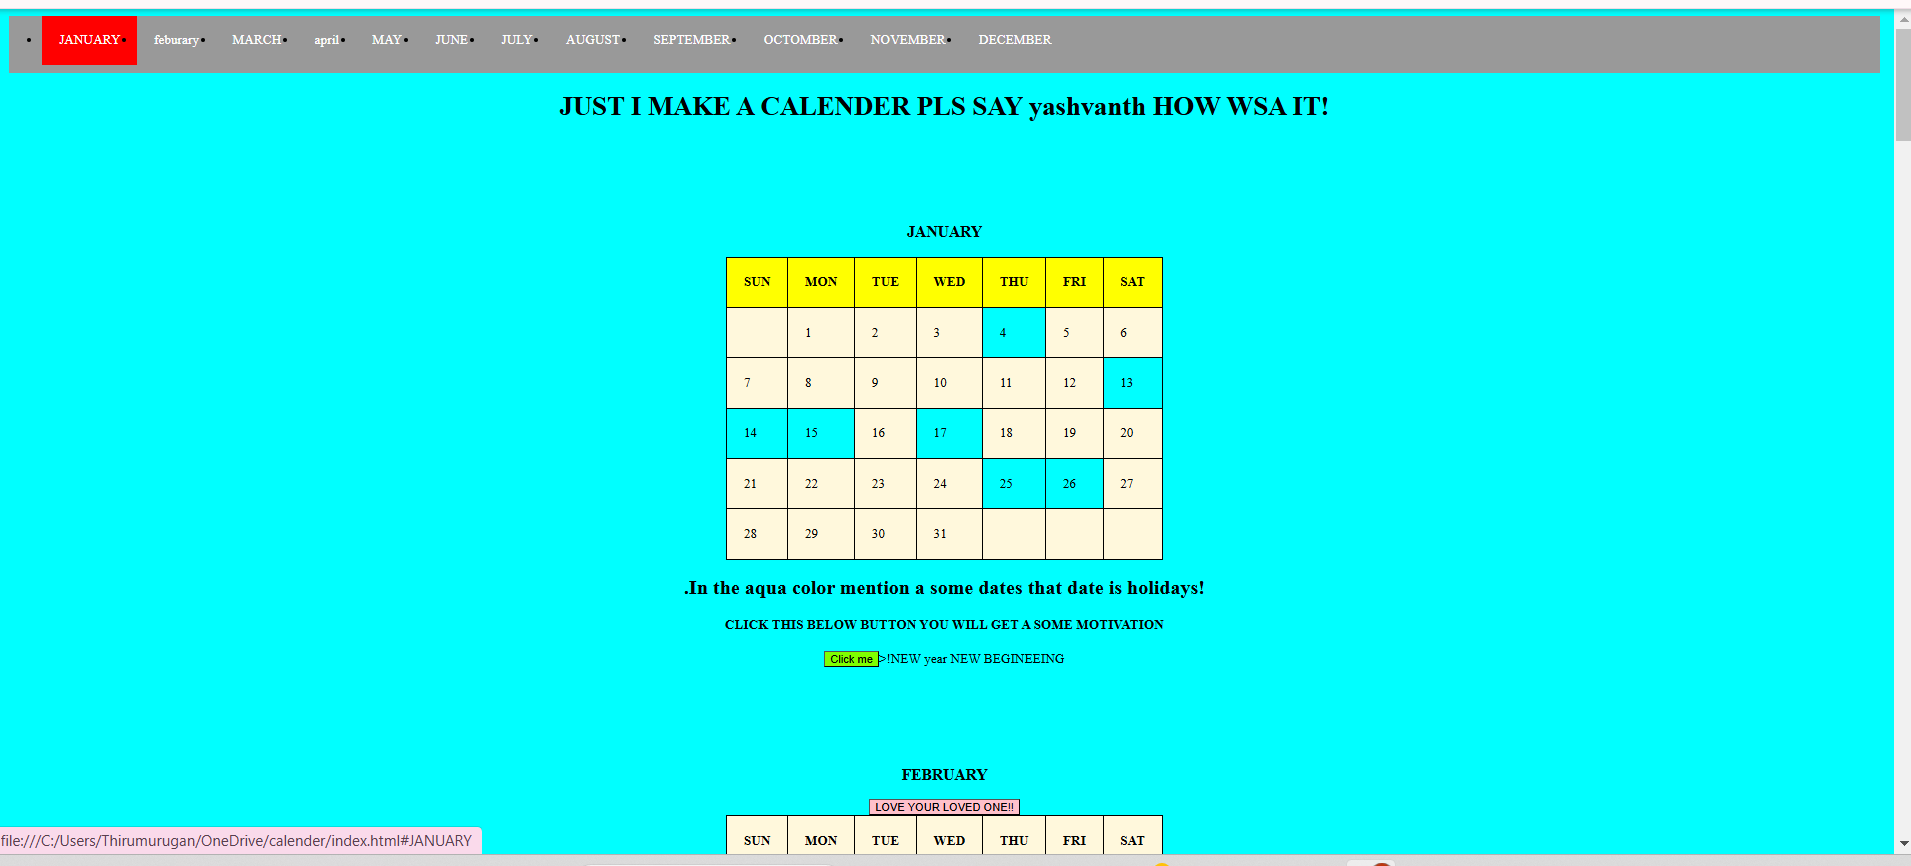 JANUARY feburary MARCH april MAY JUNE JULY AUGUST SEPTEMBER OCTOMBER NOVEMBER DECEMBER
JUST I MAKE A CALENDER PLS SAY yashvanth HOW WSA IT!
JANUARY
SUN MON TUE WED THU FRI SAT
1 2 3 4 5 6
7 8 9 10 11 12 13
14 15 16 17 18 19 20
21 22 23 24 25 26 27
28 29 30 31
.In the aqua color mention a some dates that date is holidays!
CLICK THIS BELOW BUTTON YOU WILL GET A SOME MOTIVATION
Click me>!NEW year NEW BEGINEEING
FEBRUARY
LOVE YOUR LOVED ONE!!
SUN MON TUE WED THU FRI SAT
file:///C:/Users/Thirumurugan/OneDrive/calender/index.html#JANUARY